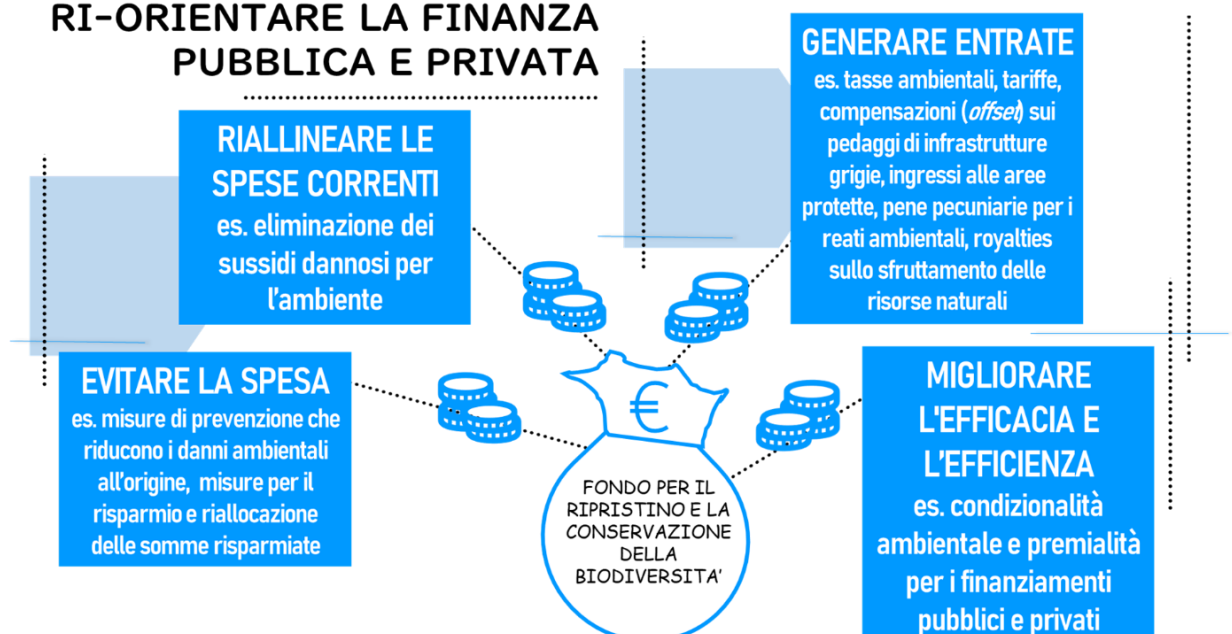 RI-ORIENTARE LA FINANZA
PUBBLICA E PRIVATA
RIALLINEARE LE
SPESE CORRENTI
es. eliminazione dei
sussidi dannosi per
l'ambiente
GENERARE ENTRATE
es. tasse ambientali, tariffe,
compensazioni (offset) sui
pedaggi di infrastrutture
grigie, ingressi alle aree
protette, pene pecuniarie per i
reati ambientali, royalties
sullo sfruttamento delle
risorse naturali
EVITARE LA SPESA
es. misure di prevenzione che
riducono i danni ambientali
all'origine, misure per il
risparmio e riallocazione
delle somme risparmiate
€
FONDO PER IL
RIPRISTINO E LA
CONSERVAZIONE
DELLA
BIODIVERSITA'
MIGLIORARE
L'EFFICACIA E
L'EFFICIENZA
es. condizionalità
ambientale e premialità
per i finanziamenti
pubblici e privati